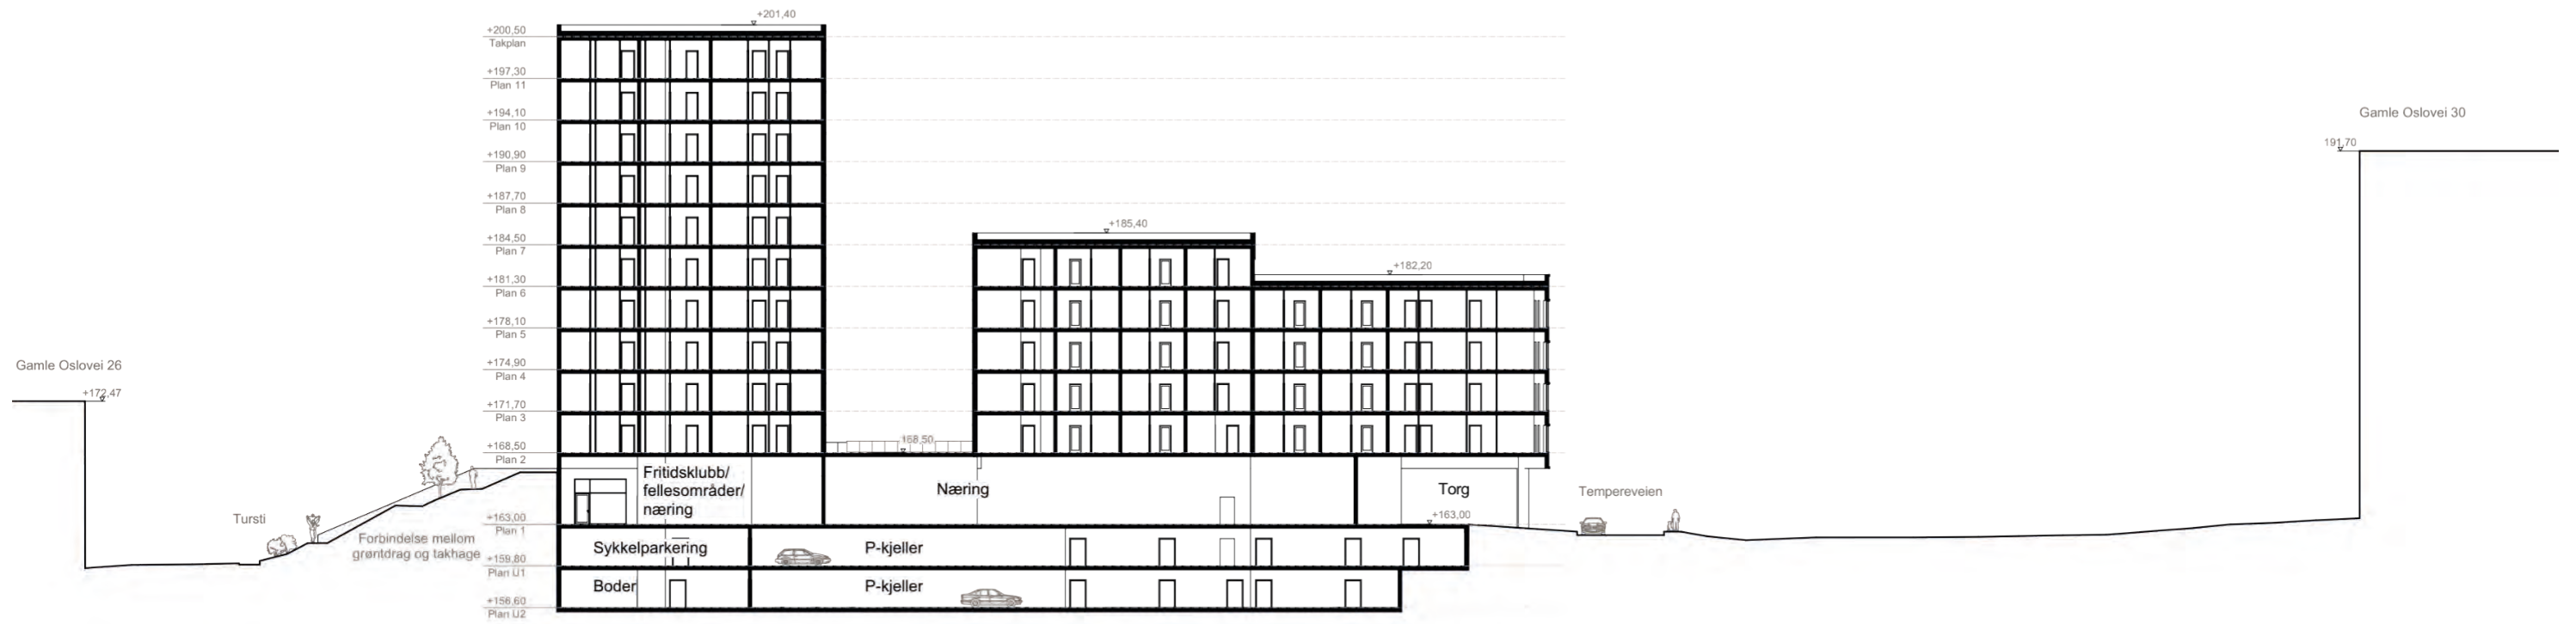 +201,40
+200,50
Takplan
+197,30
Plan 11
+194,10
Plan 10
+190,90
Plan 9
+187,70
Plan 8
+184,50
Plan 7
+181,30
Plan 6
+178,10
Plan 5
+174,90
Plan 4
+171,70
Plan 3
+168,50
Plan 2
+163,00
Plan 1
+159,80
Plan U1
+156,60
Plan U2
Gamle Oslovei 26
+172,47
Tursti
Forbindelse mellom
grøntdrag og takhage
Fritidsklubb/
fellesområder/
næring
168,50
Næring
Torg
+163,00
Sykkelparkering
P-kjeller
Boder
P-kjeller
+185,40
+182,20
Tempereveien
Gamle Oslovei 30
191,70